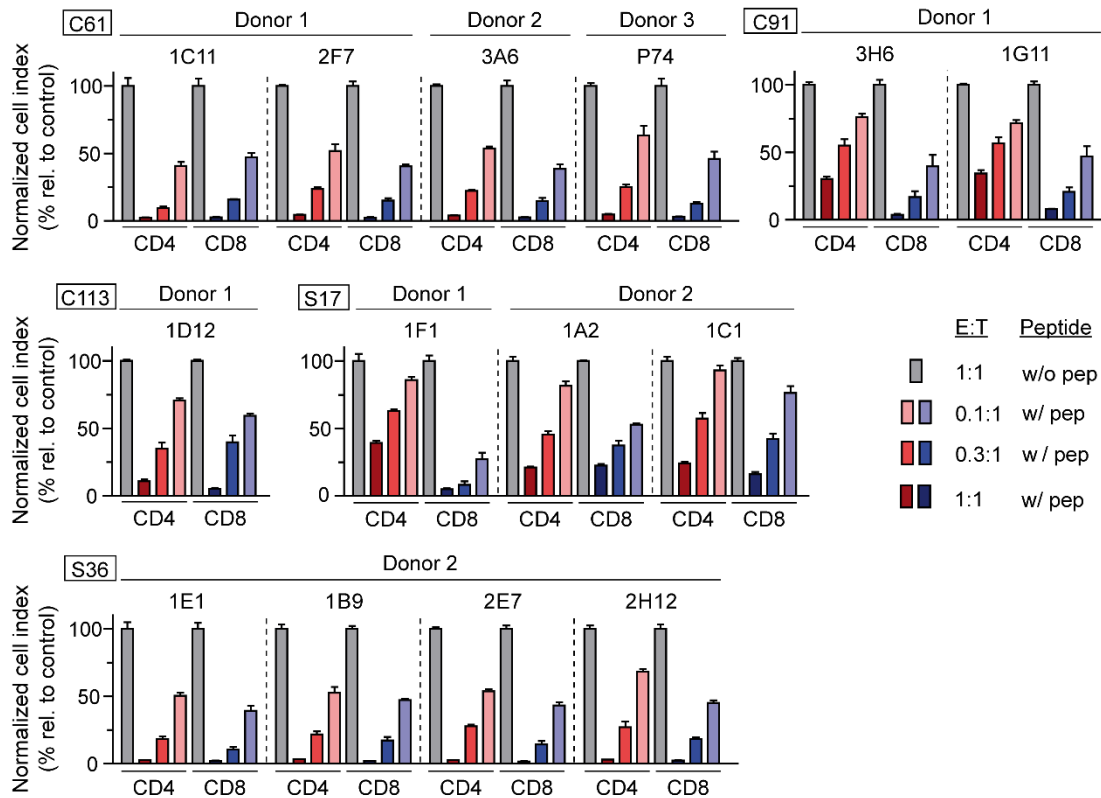 C61 Donor 1 Donor 2 Donor 3 C91 Donor 1
1C11 2F7 3A6 P74 3H6 1G11
Normalized cell index
(% rel. to control)
100 100
50 50
0 0
CD4 CD8 CD4 CD8 CD4 CD8 CD4 CD8 CD4 CD8 CD4 CD8
C113 Donor 1 S17 Donor 1 Donor 2
1D12 1F1 1A2 1C1
Normalized cell index
(% rel. to control)
100 100
50 50
0 0
CD4 CD8 CD4 CD8 CD4 CD8 CD4 CD8
E:T Peptide
1:1 w/o pep
0.1:1 w/ pep
0.3:1 w/ pep
1:1 w/ pep
S36 Donor 2
1E1 1B9 2E7 2H12
Normalized cell index
(% rel. to control)
100
50
0
CD4 CD8 CD4 CD8 CD4 CD8 CD4 CD8